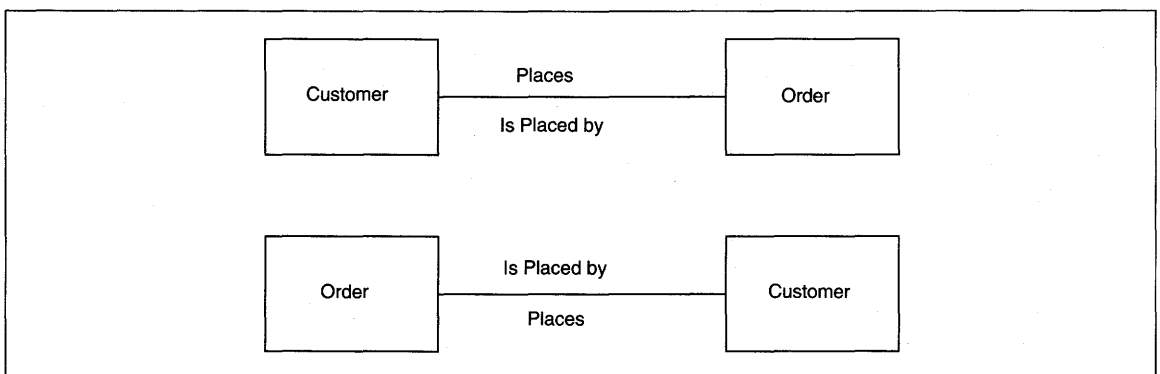 Places
Customer
Order
Is Placed by
Is Placed by
Order
Customer
Places